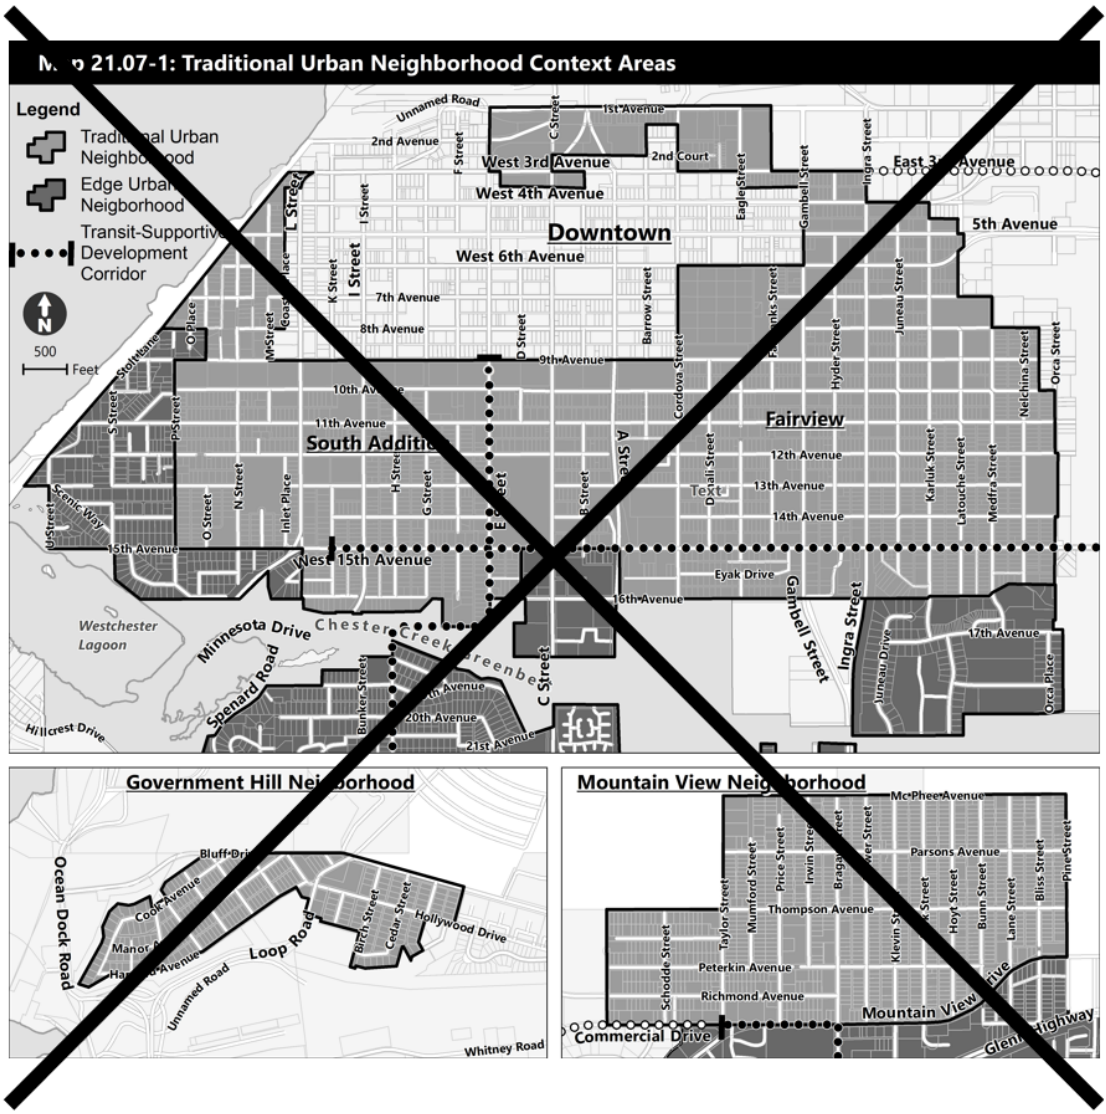 Map 21.07-1: Traditional Urban Neighborhood Context Areas
Legend
Traditional Urban
Neighborhood
Edge Urban
Neigborhood
Transit-Supportive
Development
Corridor
N
500
Feet
Unnamed Road
1st Avenue
C Street
2nd Avenue
F Street
West 3rd Avenue
2nd Court
Eagle Street
Gambell Street
Ingra Street
East 3rd Avenue
West 4th Avenue
L Street
I Street
5th Avenue
Downtown
West 6th Avenue
K Street
I Street
7th Avenue
8th Avenue
Barrow Street
Juneau Street
O Place
M Street
D Street
9th Avenue
Cordova Street
Hyder Street
Nelchina Street
Orca Street
Stolt Lane
10th Avenue
S Street
P Street
11th Avenue
South Addition
A Street
Fairview
12th Avenue
H Street
G Street
N Street
O Street
Inlet Place
E Street
B Street
Denali Street
Text
13th Avenue
14th Avenue
Karluk Street
Latouche Street
Medfra Street
Scenic Way
U Street
15th Avenue
West 15th Avenue
Eyak Drive
16th Avenue
Gambell Street
Ingra Street
17th Avenue
Juneau Drive
Orca Place
Westchester
Lagoon
Minnesota Drive
Chester Creek Greenbelt
C Street
Spenard Road
Bunker Street
Avenue
20th Avenue
21st Avenue
Hillcrest Drive
Government Hill Neighborhood
Bluff Drive
Ocean Dock Road
Cook Avenue
Manor
Avenue
Loop Road
Birch Street
Cedar Street
Hollywood Drive
Unnamed Road
Whitney Road
Mountain View Neighborhood
Mc Phee Avenue
Price Street
Irwin Street
Street
Parsons Avenue
Mumford Street
Taylor Street
Thompson Avenue
Hoyt Street
Bunn Street
Lane Street
Bliss Street
Pine Street
Schodde Street
Peterkin Avenue
Klevin
Richmond Avenue
Mountain View Drive
Commercial Drive
Glenn Highway